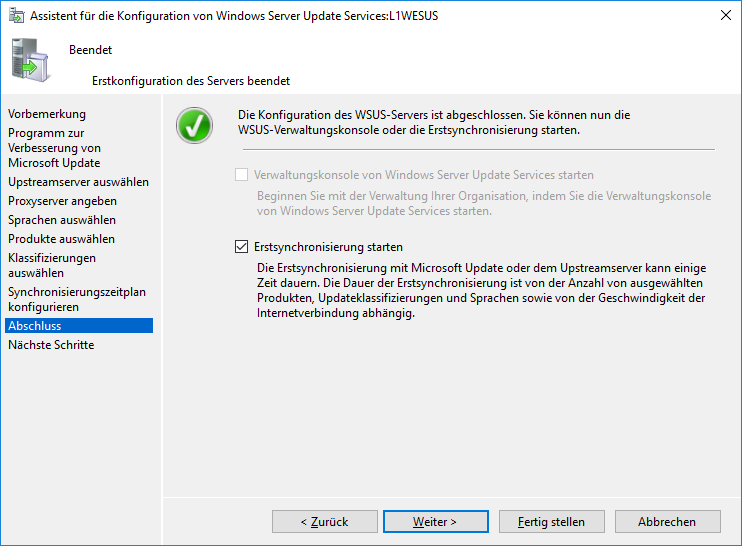 Assistent für die Konfiguration von Windows Server Update Services:L1WESUS
Beendet
Erstkonfiguration des Servers beendet
Vorbemerkung
Programm zur
Verbesserung von
Microsoft Update
Upstreamserver auswählen
Proxyserver angeben
Sprachen auswählen
Produkte auswählen
Klassifizierungen
auswählen
Synchronisierungszeitplan
konfigurieren
Abschluss
Nächste Schritte
Die Konfiguration des WSUS-Servers ist abgeschlossen. Sie können nun die
WSUS-Verwaltungskonsole oder die Erstsynchronisierung starten.
Verwaltungskonsole von Windows Server Update Services starten
Beginnen Sie mit der Verwaltung Ihrer Organisation, indem Sie die Verwaltungskonsole
von Windows Server Update Services starten.
Erstsynchronisierung starten
Die Erstsynchronisierung mit Microsoft Update oder dem Upstreamserver kann einige
Zeit dauern. Die Dauer der Erstsynchronisierung ist von der Anzahl von ausgewählten
Produkten, Updateklassifizierungen und Sprachen sowie von der Geschwindigkeit der
Internetverbindung abhängig.
< Zurück
Weiter >
Fertig stellen
Abbrechen